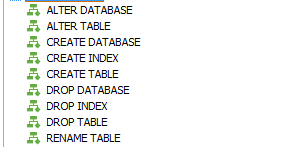 ALTER DATABASE
ALTER TABLE
CREATE DATABASE
CREATE INDEX
CREATE TABLE
DROP DATABASE
DROP INDEX
DROP TABLE
RENAME TABLE